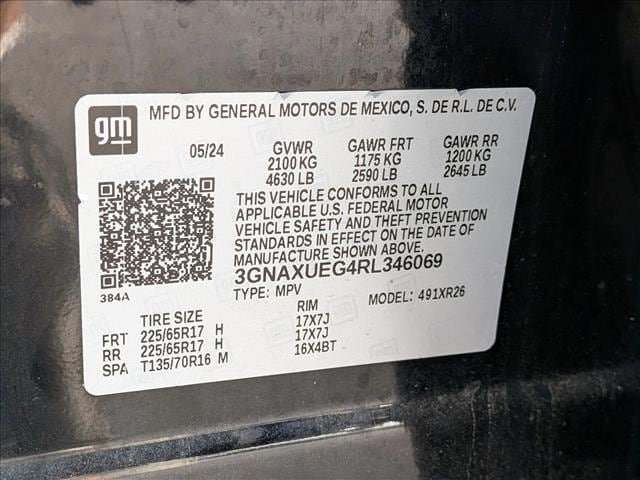 gm
MFD BY GENERAL MOTORS DE MEXICO, S. DE R.L. DE C.V.
05/24 GVWR GAWR FRT GAWR RR
2100 KG 1175 KG 1200 KG
4630 LB 2590 LB 2645 LB
THIS VEHICLE CONFORMS TO ALL
APPLICABLE U.S. FEDERAL MOTOR
VEHICLE SAFETY AND THEFT PREVENTION
STANDARDS IN EFFECT ON THE DATE OF
MANUFACTURE SHOWN ABOVE.
384A
3GNAXUEG4RL346069
TYPE: MPV MODEL: 491XR26
TIRE SIZE RIM
FRT 225/65R17 H 17X7J
RR 225/65R17 H 17X7J
SPA T135/70R16 M 16X4BT